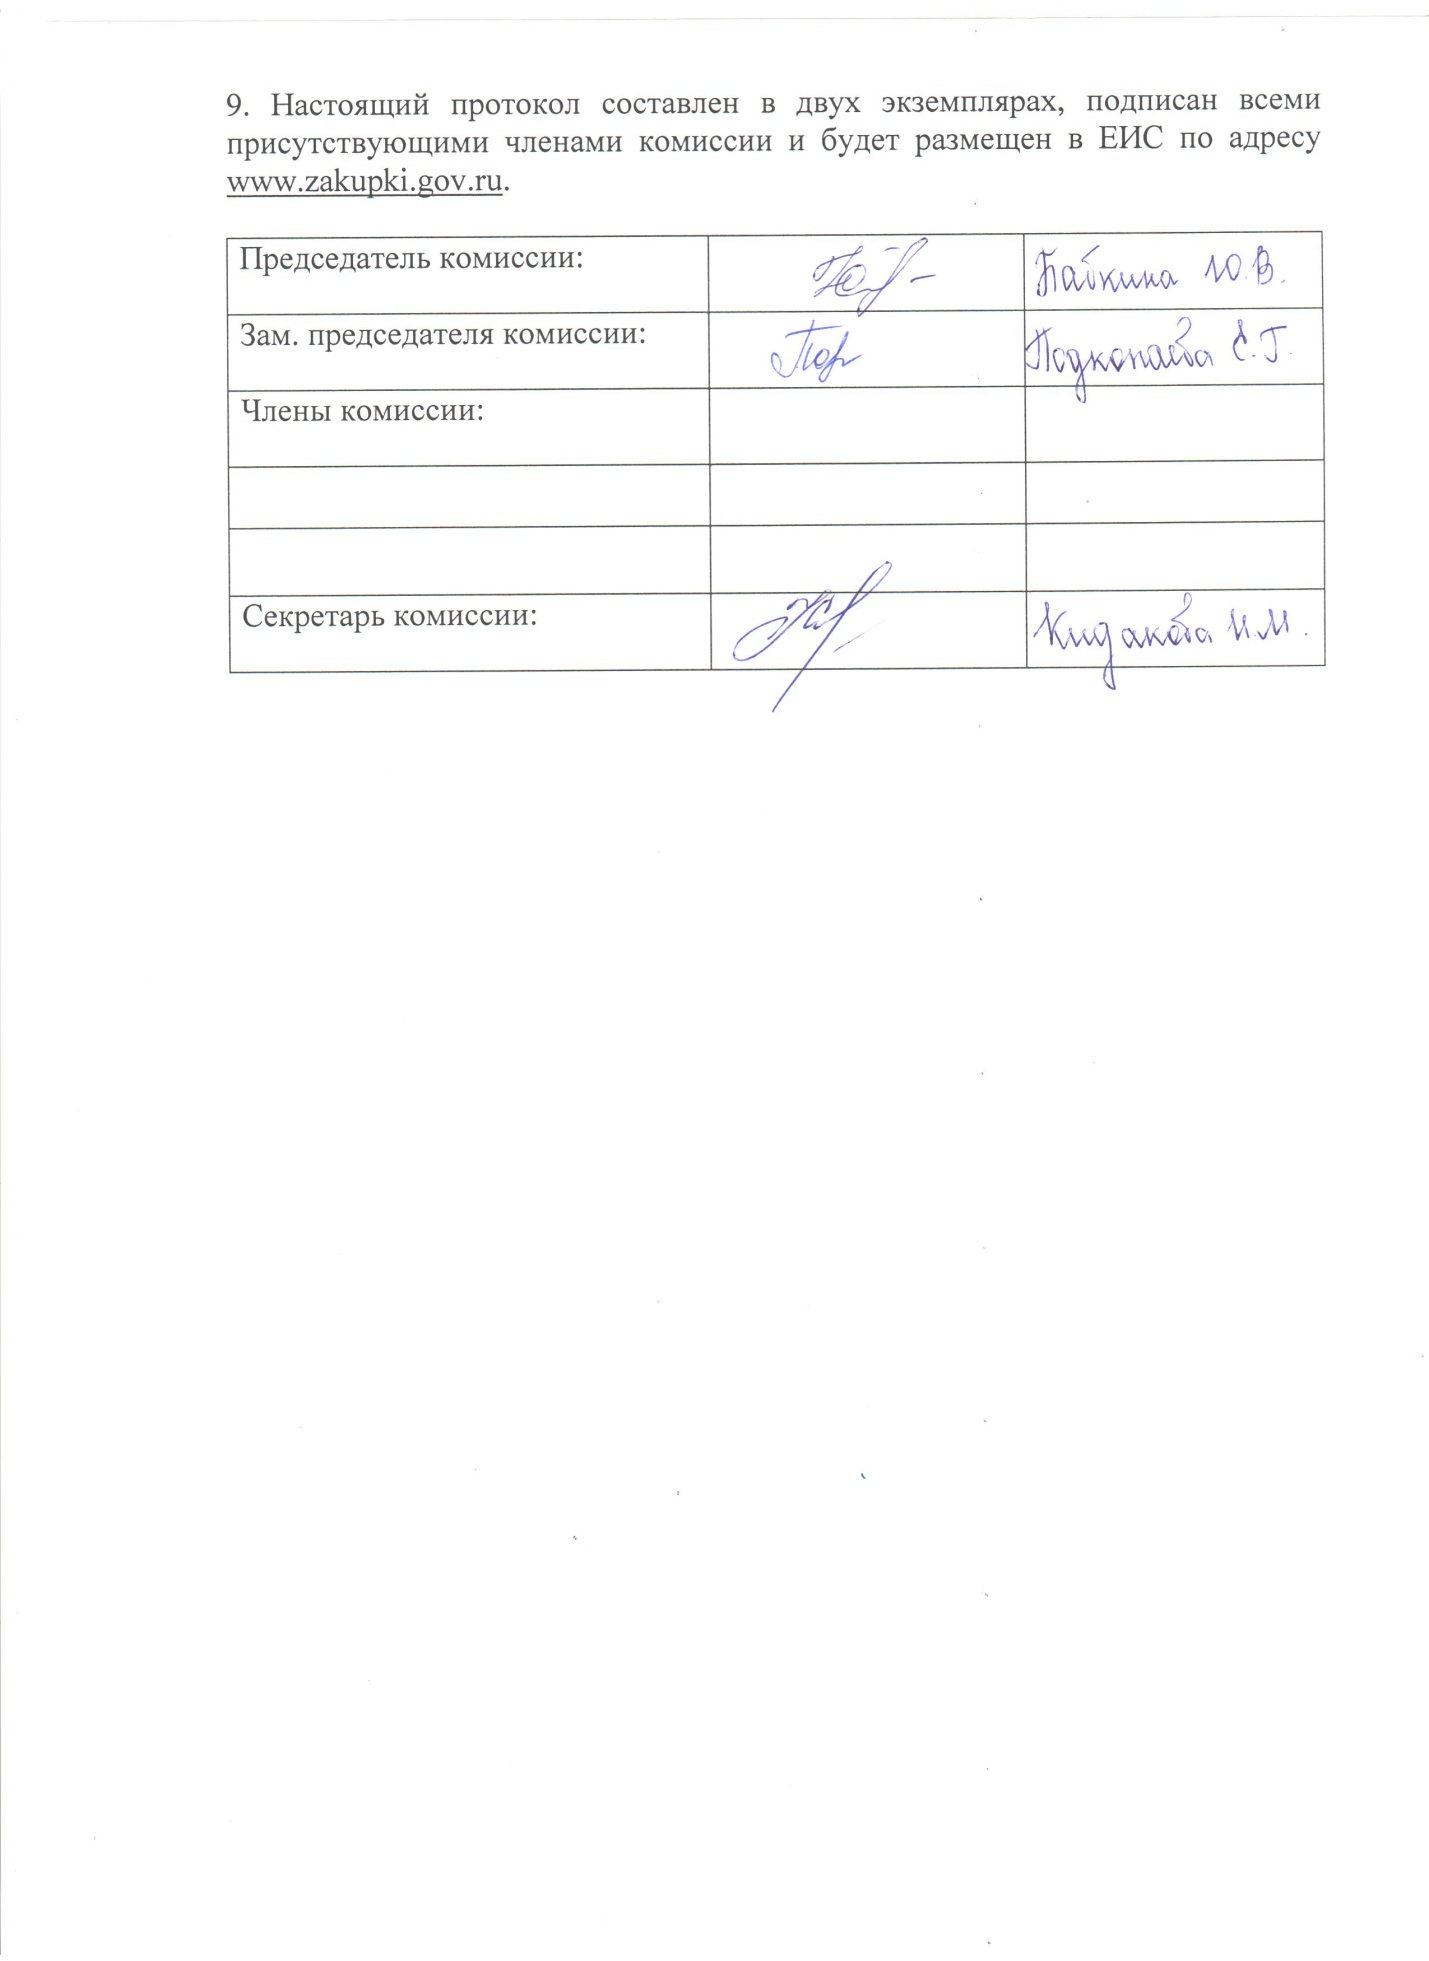 9. Настоящий протокол составлен в двух экземплярах, подписан всеми
присутствующими членами комиссии и будет размещен в ЕИС по адресу
www.zakupki.gov.ru.
Председатель комиссии: Бабкина Ю.В.
Зам. председателя комиссии: Подкопаева Е.Г.
Члены комиссии:
Секретарь комиссии: Кидакова И.М.